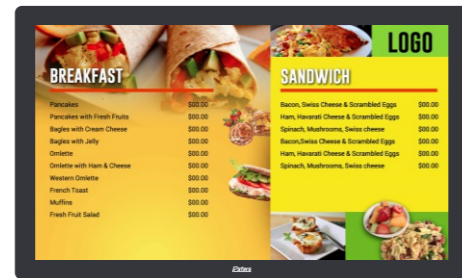 LOGO
BREAKFAST
Pancakes $00.00
Pancakes with Fresh Fruits $00.00
Bagles with Cream Cheese $00.00
Bagles with Jelly $00.00
Omlette $00.00
Omlette with Ham & Cheese $00.00
Western Omlette $00.00
French Toast $00.00
Muffins $00.00
Fresh Fruit Salad $00.00
SANDWICH
Bacon, Swiss Cheese & Scrambled Eggs $00.00
Ham, Havarati Cheese & Scrambled Eggs $00.00
Spinach, Mushrooms, Swiss cheese $00.00
Bacon,Swiss Cheese & Scrambled Eggs $00.00
Ham, Havarati Cheese & Scrambled Eggs $00.00
Spinach, Mushrooms, Swiss cheese $00.00